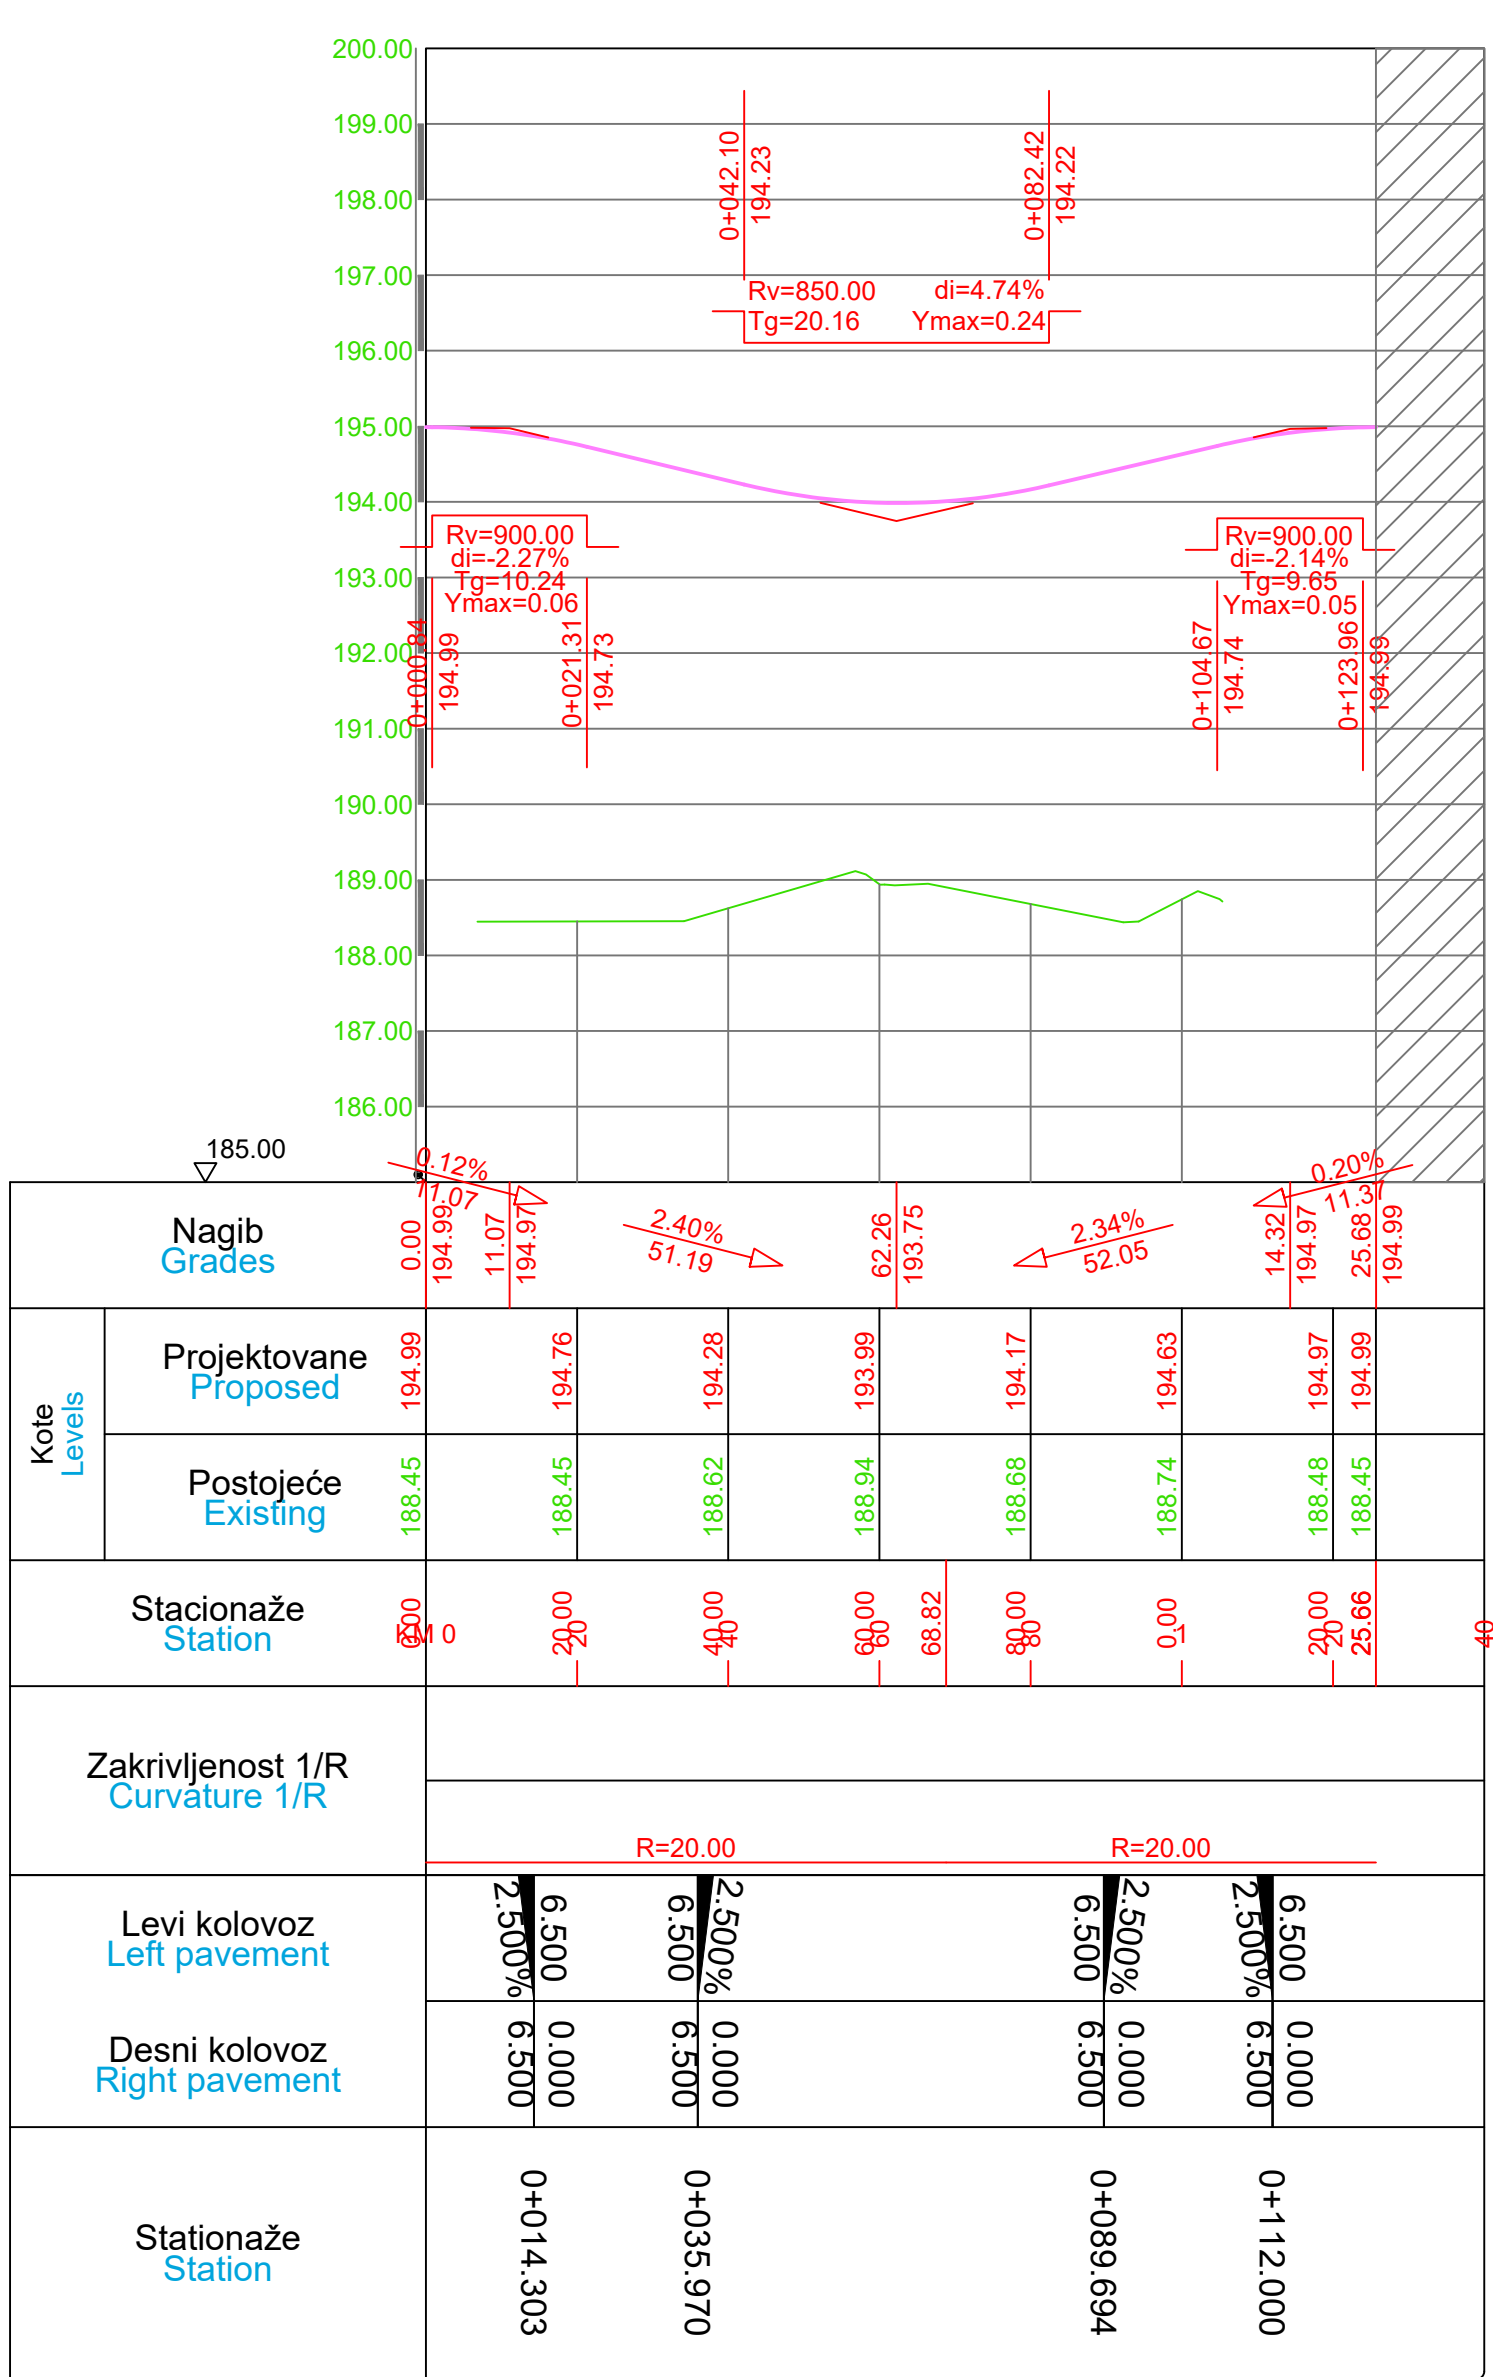 200.00
199.00
198.00
197.00
196.00
195.00
194.00
193.00
192.00
191.00
190.00
189.00
188.00
187.00
186.00
185.00
0+042.10
194.23
0+082.42
194.22
Rv=850.00
di=4.74%
Tg=20.16
Ymax=0.24
Rv=900.00
di=-2.27%
Tg=10.24
Ymax=0.06
0+000.84
194.99
0+021.31
194.73
Rv=900.00
di=-2.14%
Tg=9.65
Ymax=0.05
0+104.67
194.74
0+123.96
194.99
Nagib
Grades
0.12%
11.07
2.40%
51.19
2.34%
52.05
0.20%
11.37
0.00
194.99
11.07
194.97
62.26
193.75
14.32
194.97
25.68
194.99
Kote
Levels
Projektovane
Proposed
194.99
194.76
194.28
193.99
194.17
194.63
194.97
194.99
Postojeće
Existing
188.45
188.45
188.62
188.94
188.68
188.74
188.48
188.45
Stacionaže
Station
0.00
KM 0
20.00
20
40.00
40
60.00
60
68.82
80.00
80
0.00
1
20.00
20
25.66
40
Zakrivljenost 1/R
Curvature 1/R
R=20.00
R=20.00
Levi kolovoz
Left pavement
2.500%
6.500
6.500
2.500%
6.500
2.500%
2.500%
6.500
Desni kolovoz
Right pavement
6.500
0.000
6.500
0.000
6.500
0.000
6.500
0.000
Stationaže
Station
0+014.303
0+035.970
0+089.694
0+112.000